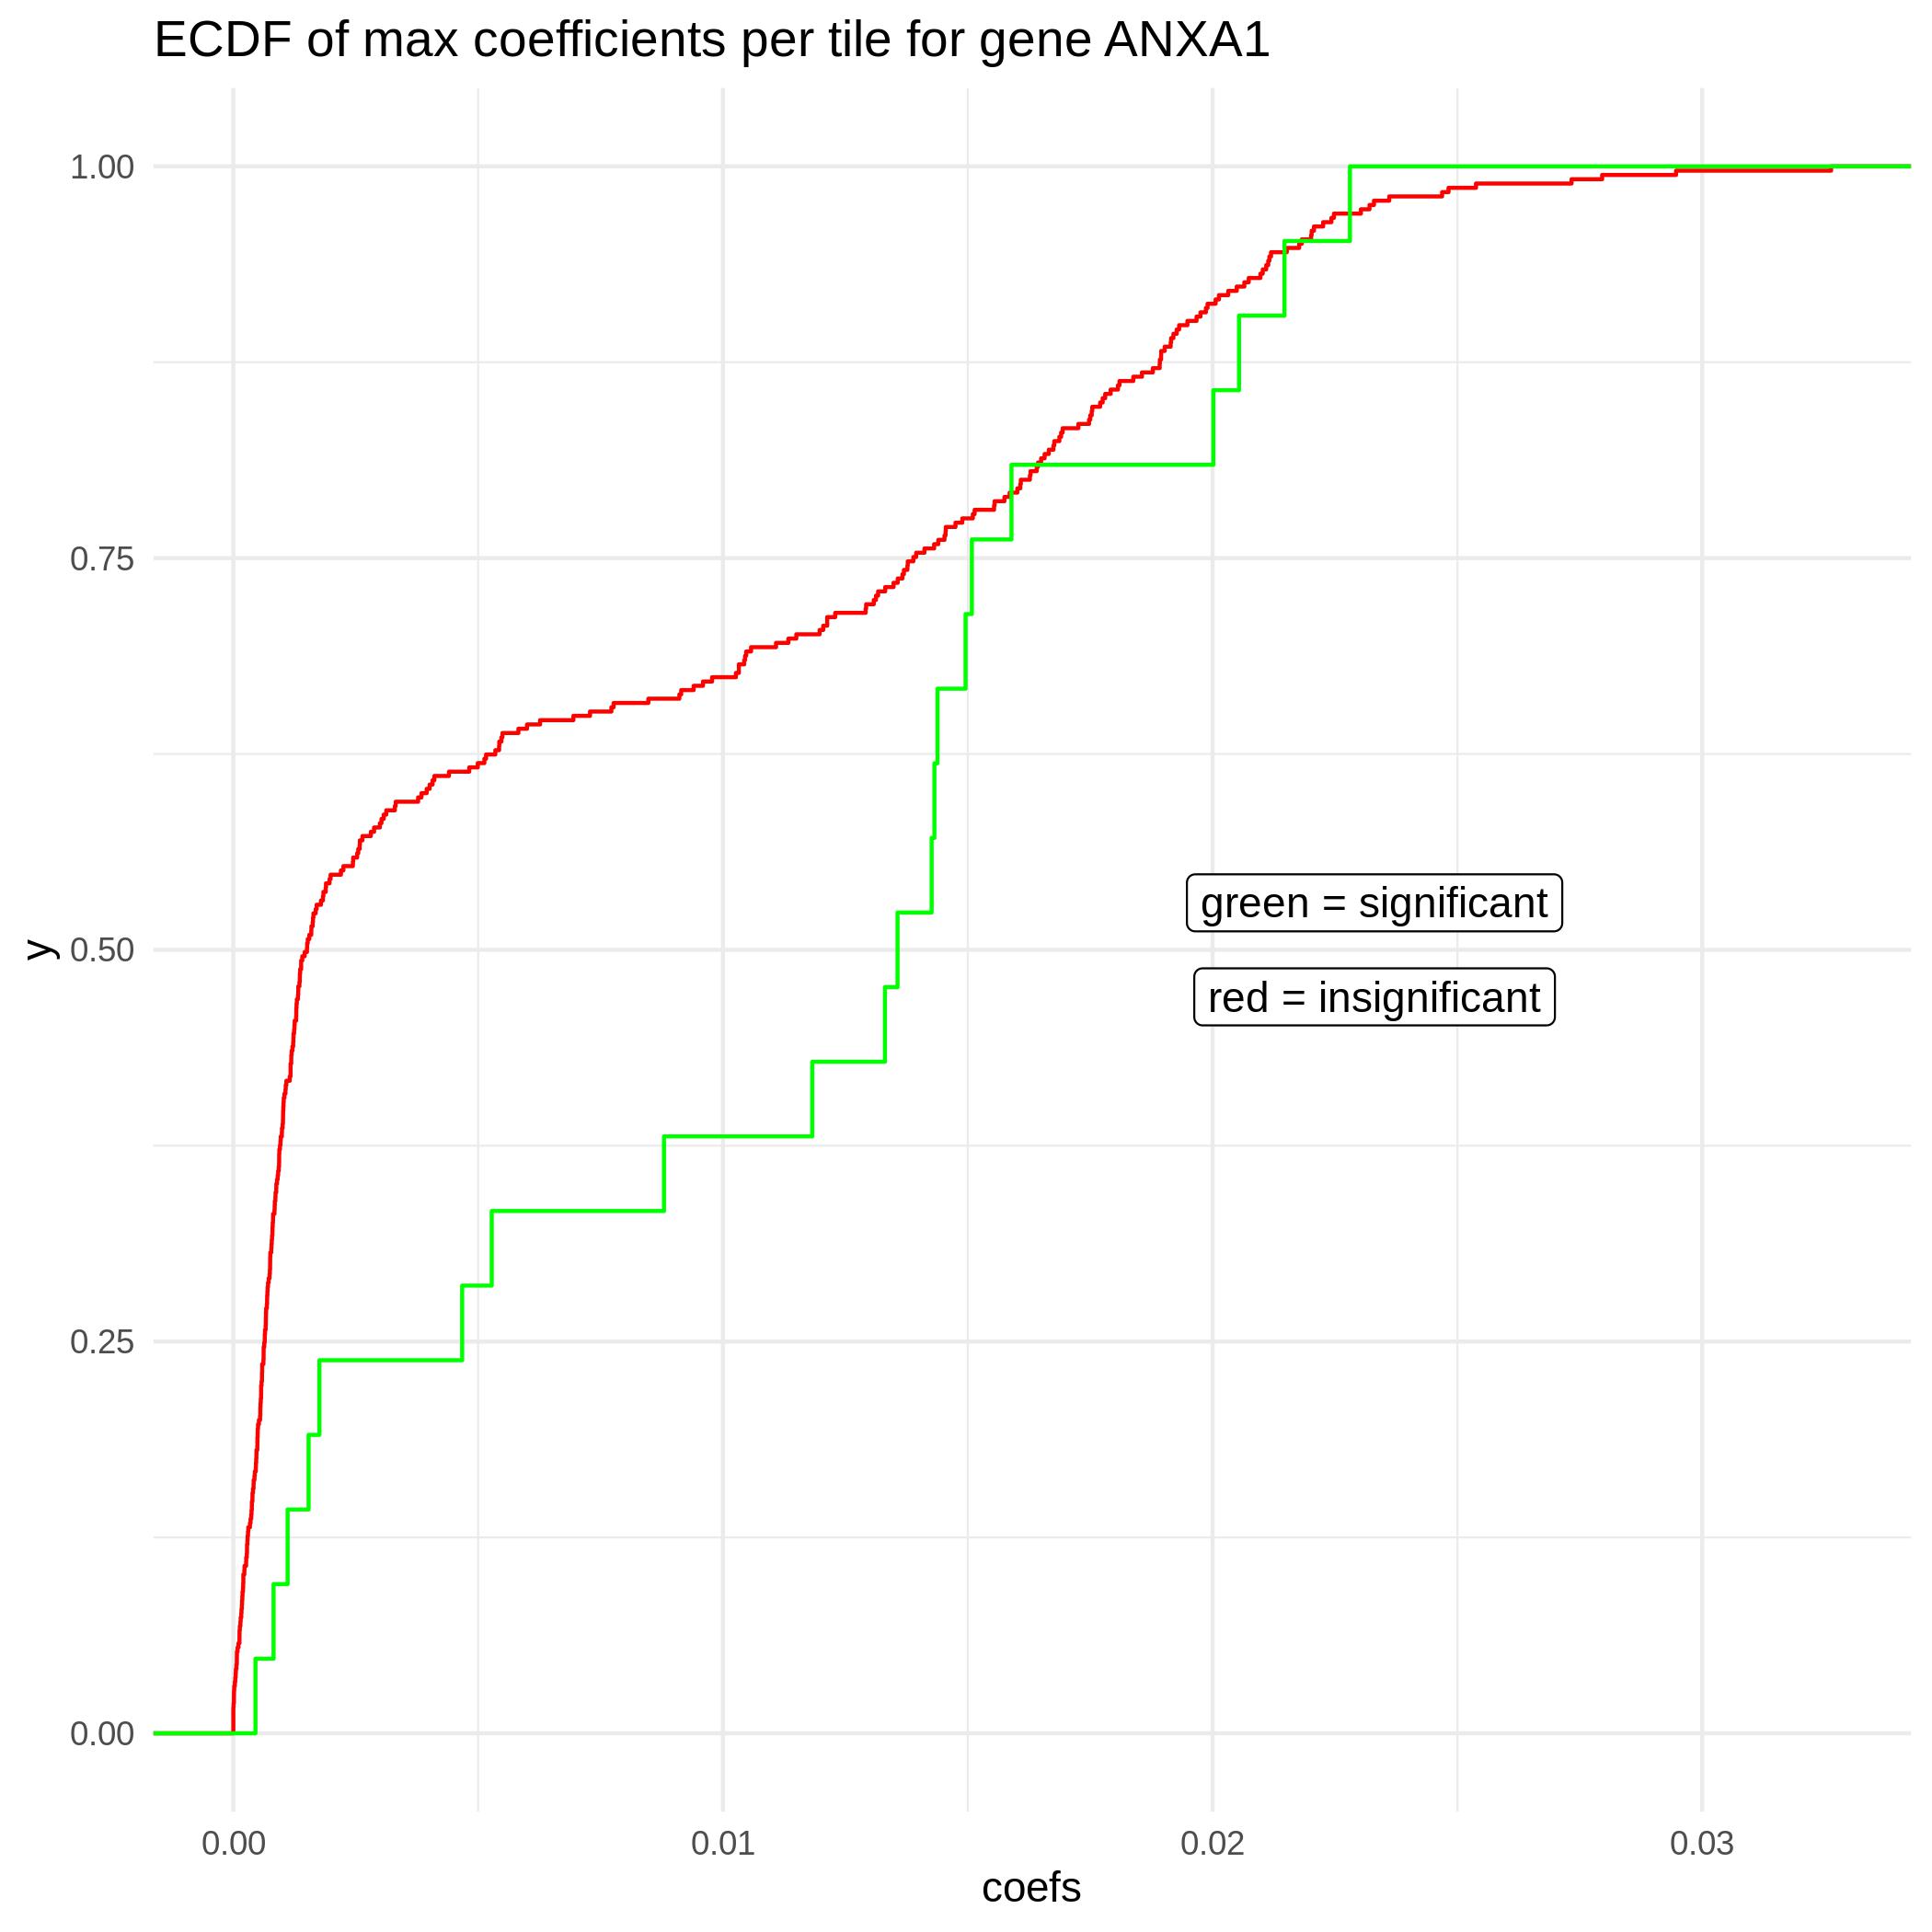 ECDF of max coefficients per tile for gene ANXA1
1.00
0.75
0.50
0.25
0.00
y
green = significant
red = insignificant
0.00 0.01 0.02 0.03
coefs